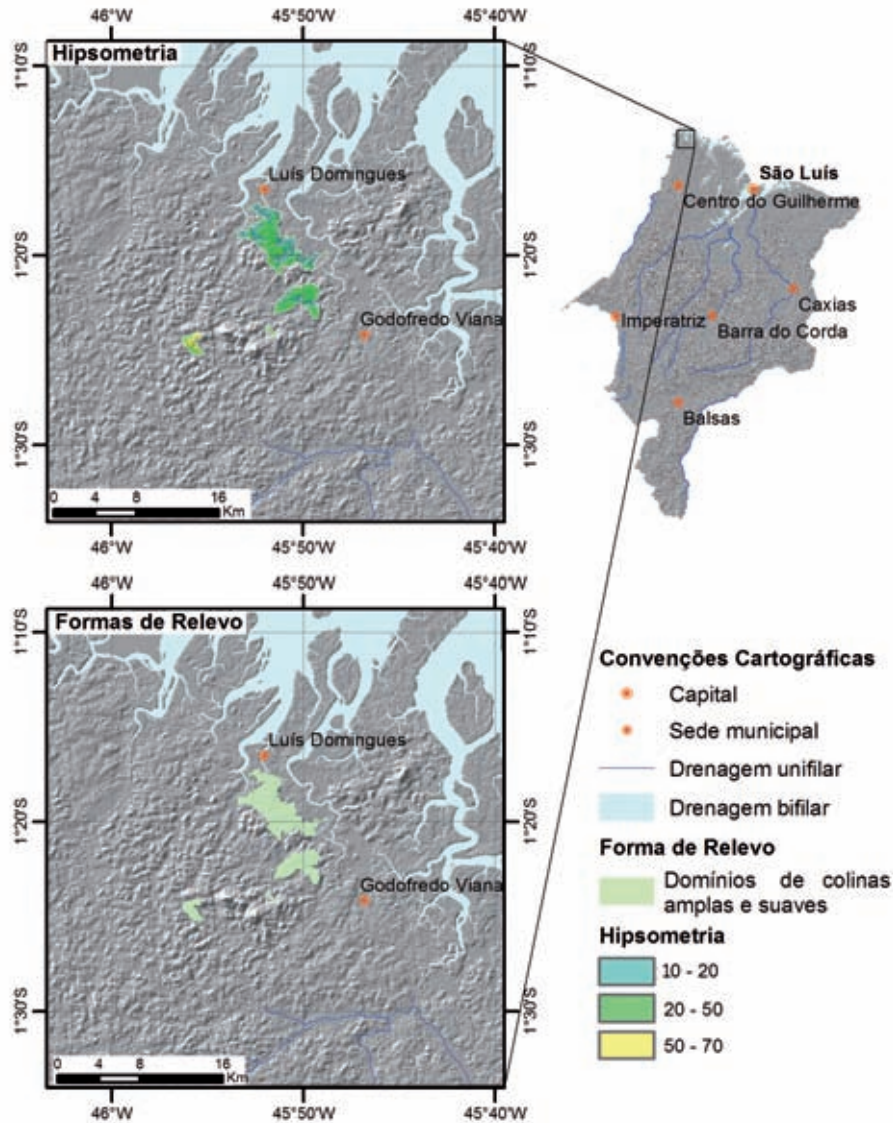 46°W
45°50'W
45°40'W
Hipsometria
1°10'S
1°10'S
Luís Domingues
1°20'S
1°20'S
Godofredo Viana
1°30'S
1°30'S
0 4 8 16
Km
46°W
45°50'W
45°40'W
São Luís
Centro do Guilherme
Caxias
Imperatriz
Barra do Corda
Balsas
46°W
45°50'W
45°40'W
Formas de Relevo
1°10'S
1°10'S
Luís Domingues
1°20'S
1°20'S
Godofredo Viana
1°30'S
1°30'S
0 4 8 16
Km
46°W
45°50'W
45°40'W
Convenções Cartográficas
Capital
Sede municipal
Drenagem unifilar
Drenagem bifilar
Forma de Relevo
Domínios de colinas
amplas e suaves
Hipsometria
10 - 20
20 - 50
50 - 70